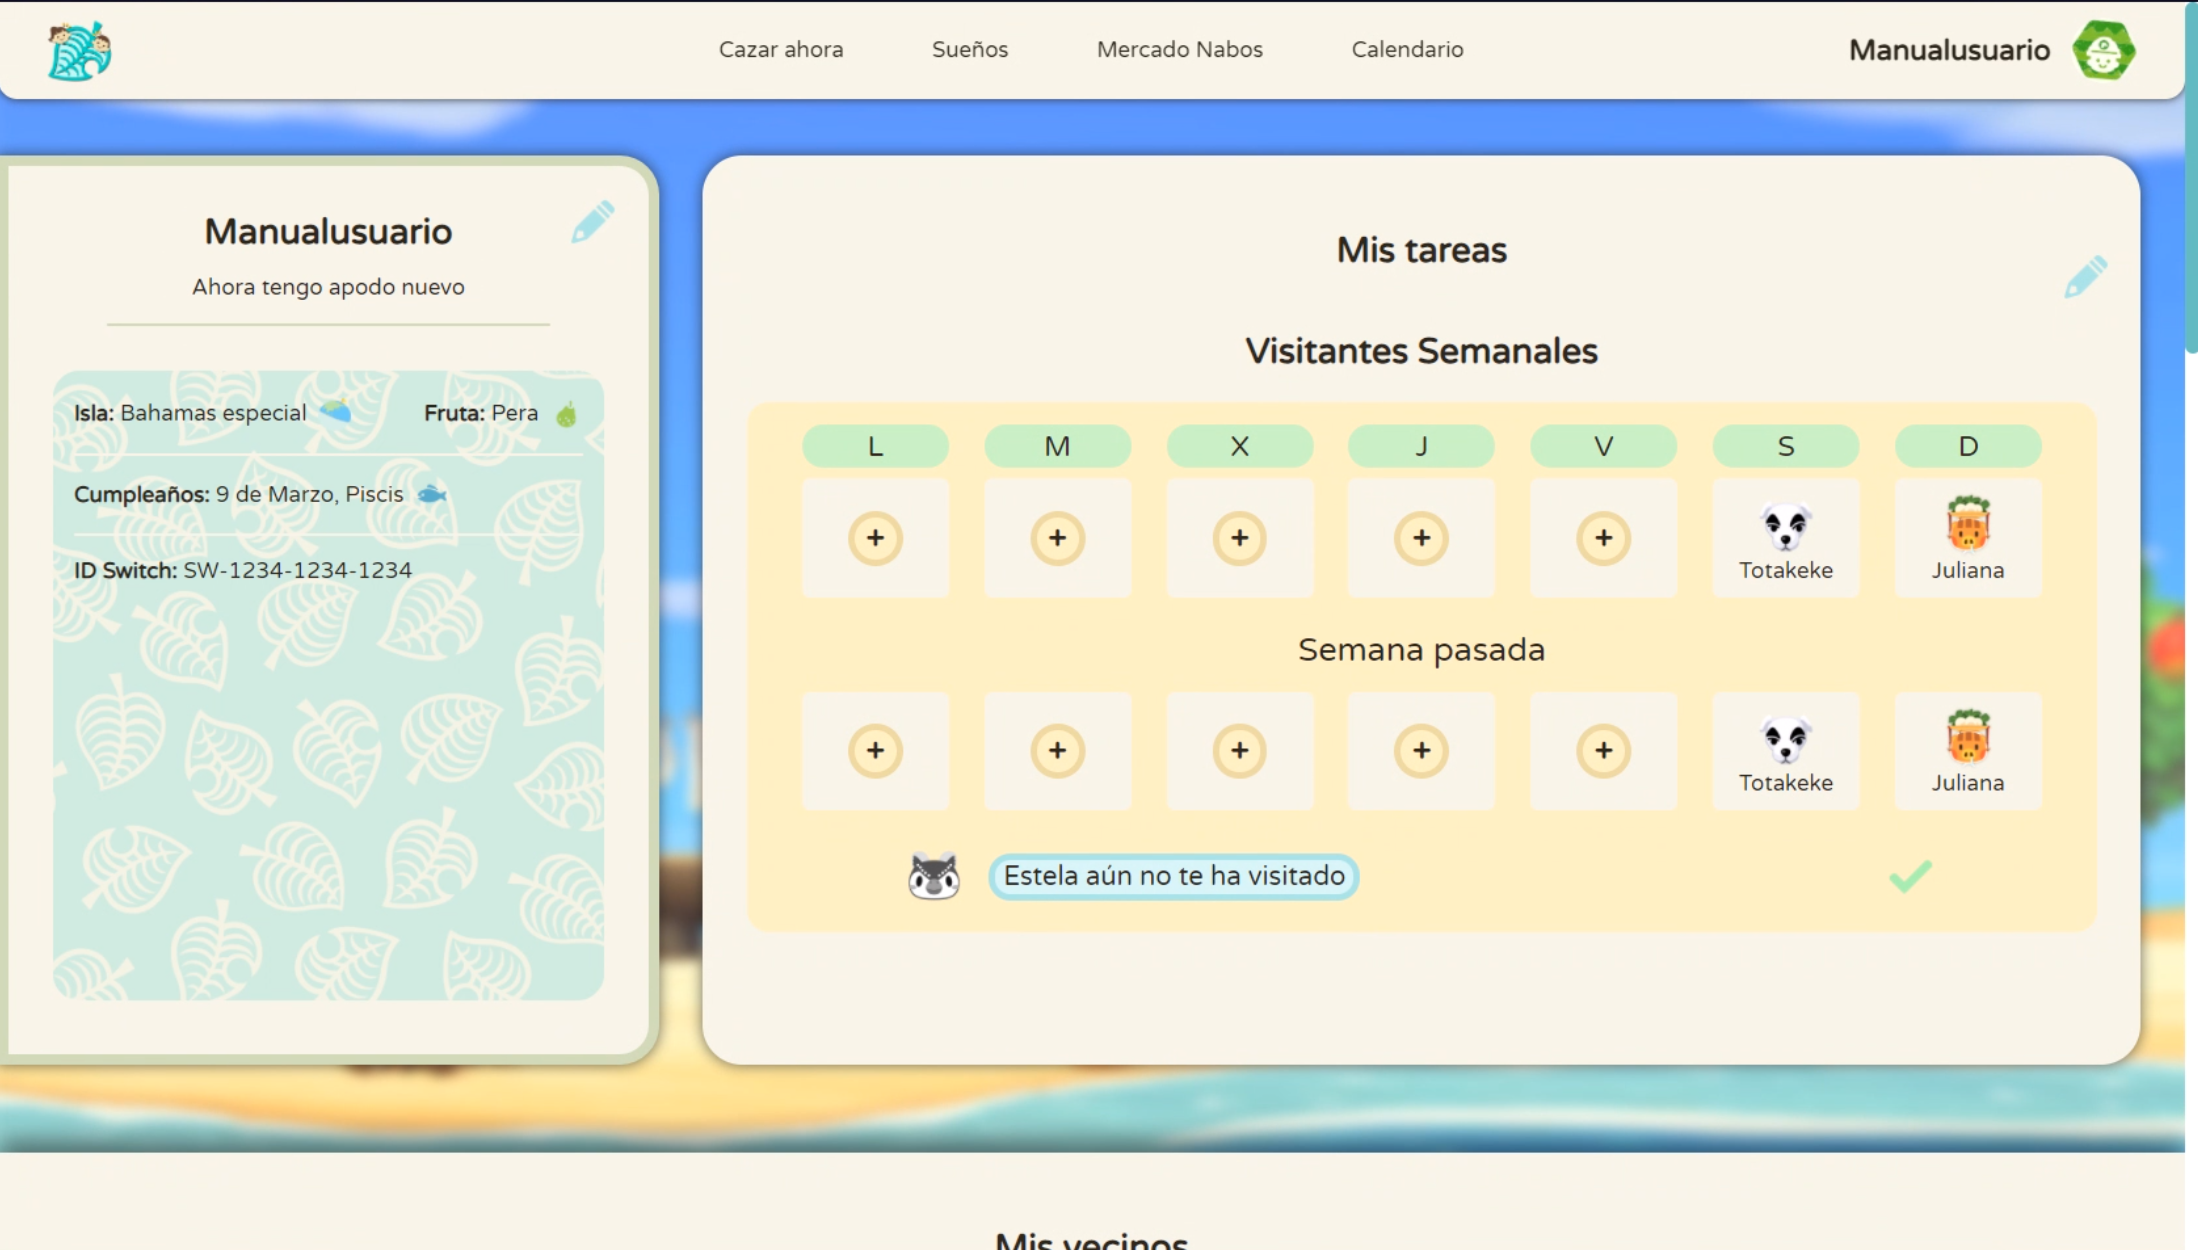 Cazar ahora Sueños Mercado Nabos Calendario Manualusuario
Manualusuario
Ahora tengo apodo nuevo
Isla: Bahamas especial Fruta: Pera
Cumpleaños: 9 de Marzo, Piscis
ID Switch: SW-1234-1234-1234
Mis tareas
Visitantes Semanales
L M X J V S D
+ + + + +
Totakeke Juliana
Semana pasada
+ + + + +
Totakeke Juliana
Estela aún no te ha visitado
Mis vecinos